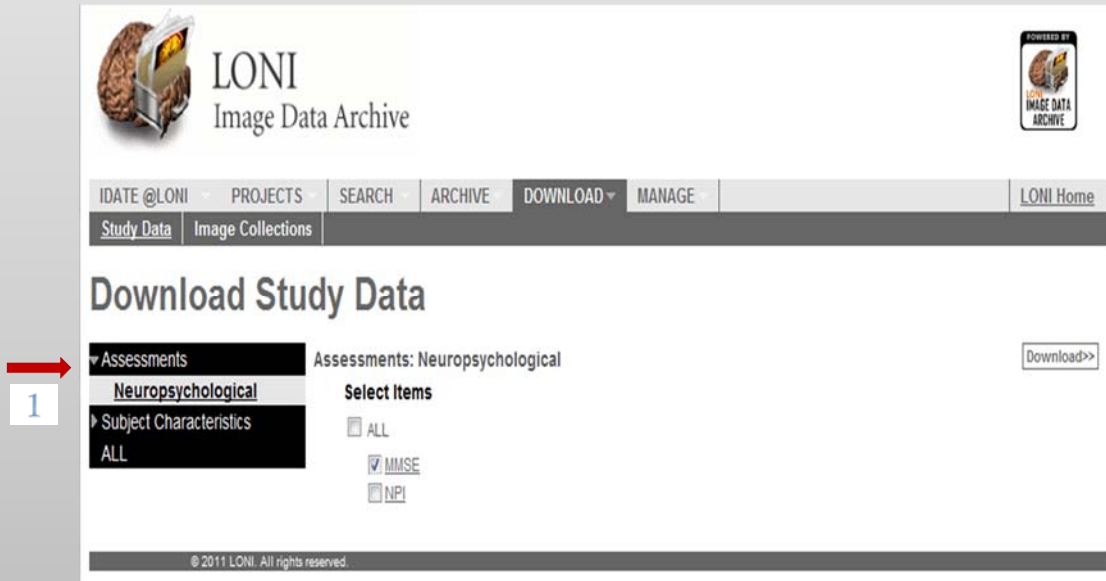 LONI
Image Data Archive
POWERED BY
LONI
IMAGE DATA
ARCHIVE
IDATE @LONI PROJECTS SEARCH ARCHIVE DOWNLOAD MANAGE LONI Home
Study Data Image Collections
Download Study Data
Assessments Assessments: Neuropsychological Download>>
Neuropsychological Select Items
1
Subject Characteristics ALL
ALL MMSE
NPI
© 2011 LONI. All rights reserved.